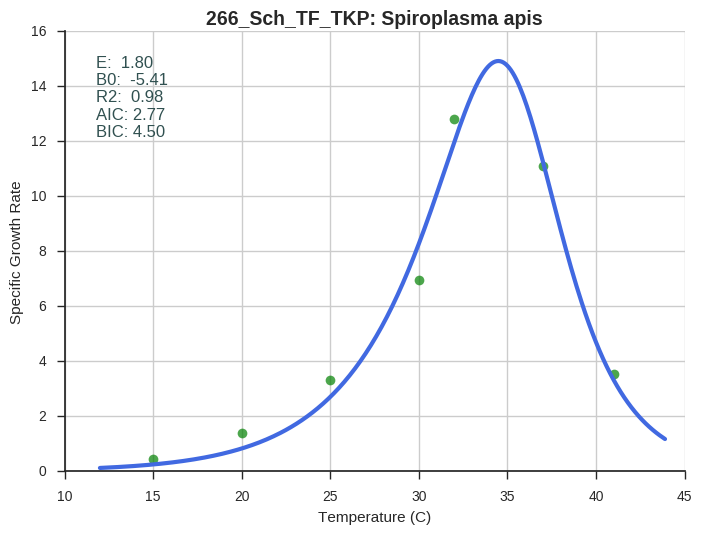 266_Sch_TF_TKP: Spiroplasma apis
16
14
12
10
8
6
4
2
0
E: 1.80
B0: -5.41
R2: 0.98
AIC: 2.77
BIC: 4.50
Specific Growth Rate
10 15 20 25 30 35 40 45
Temperature (C)